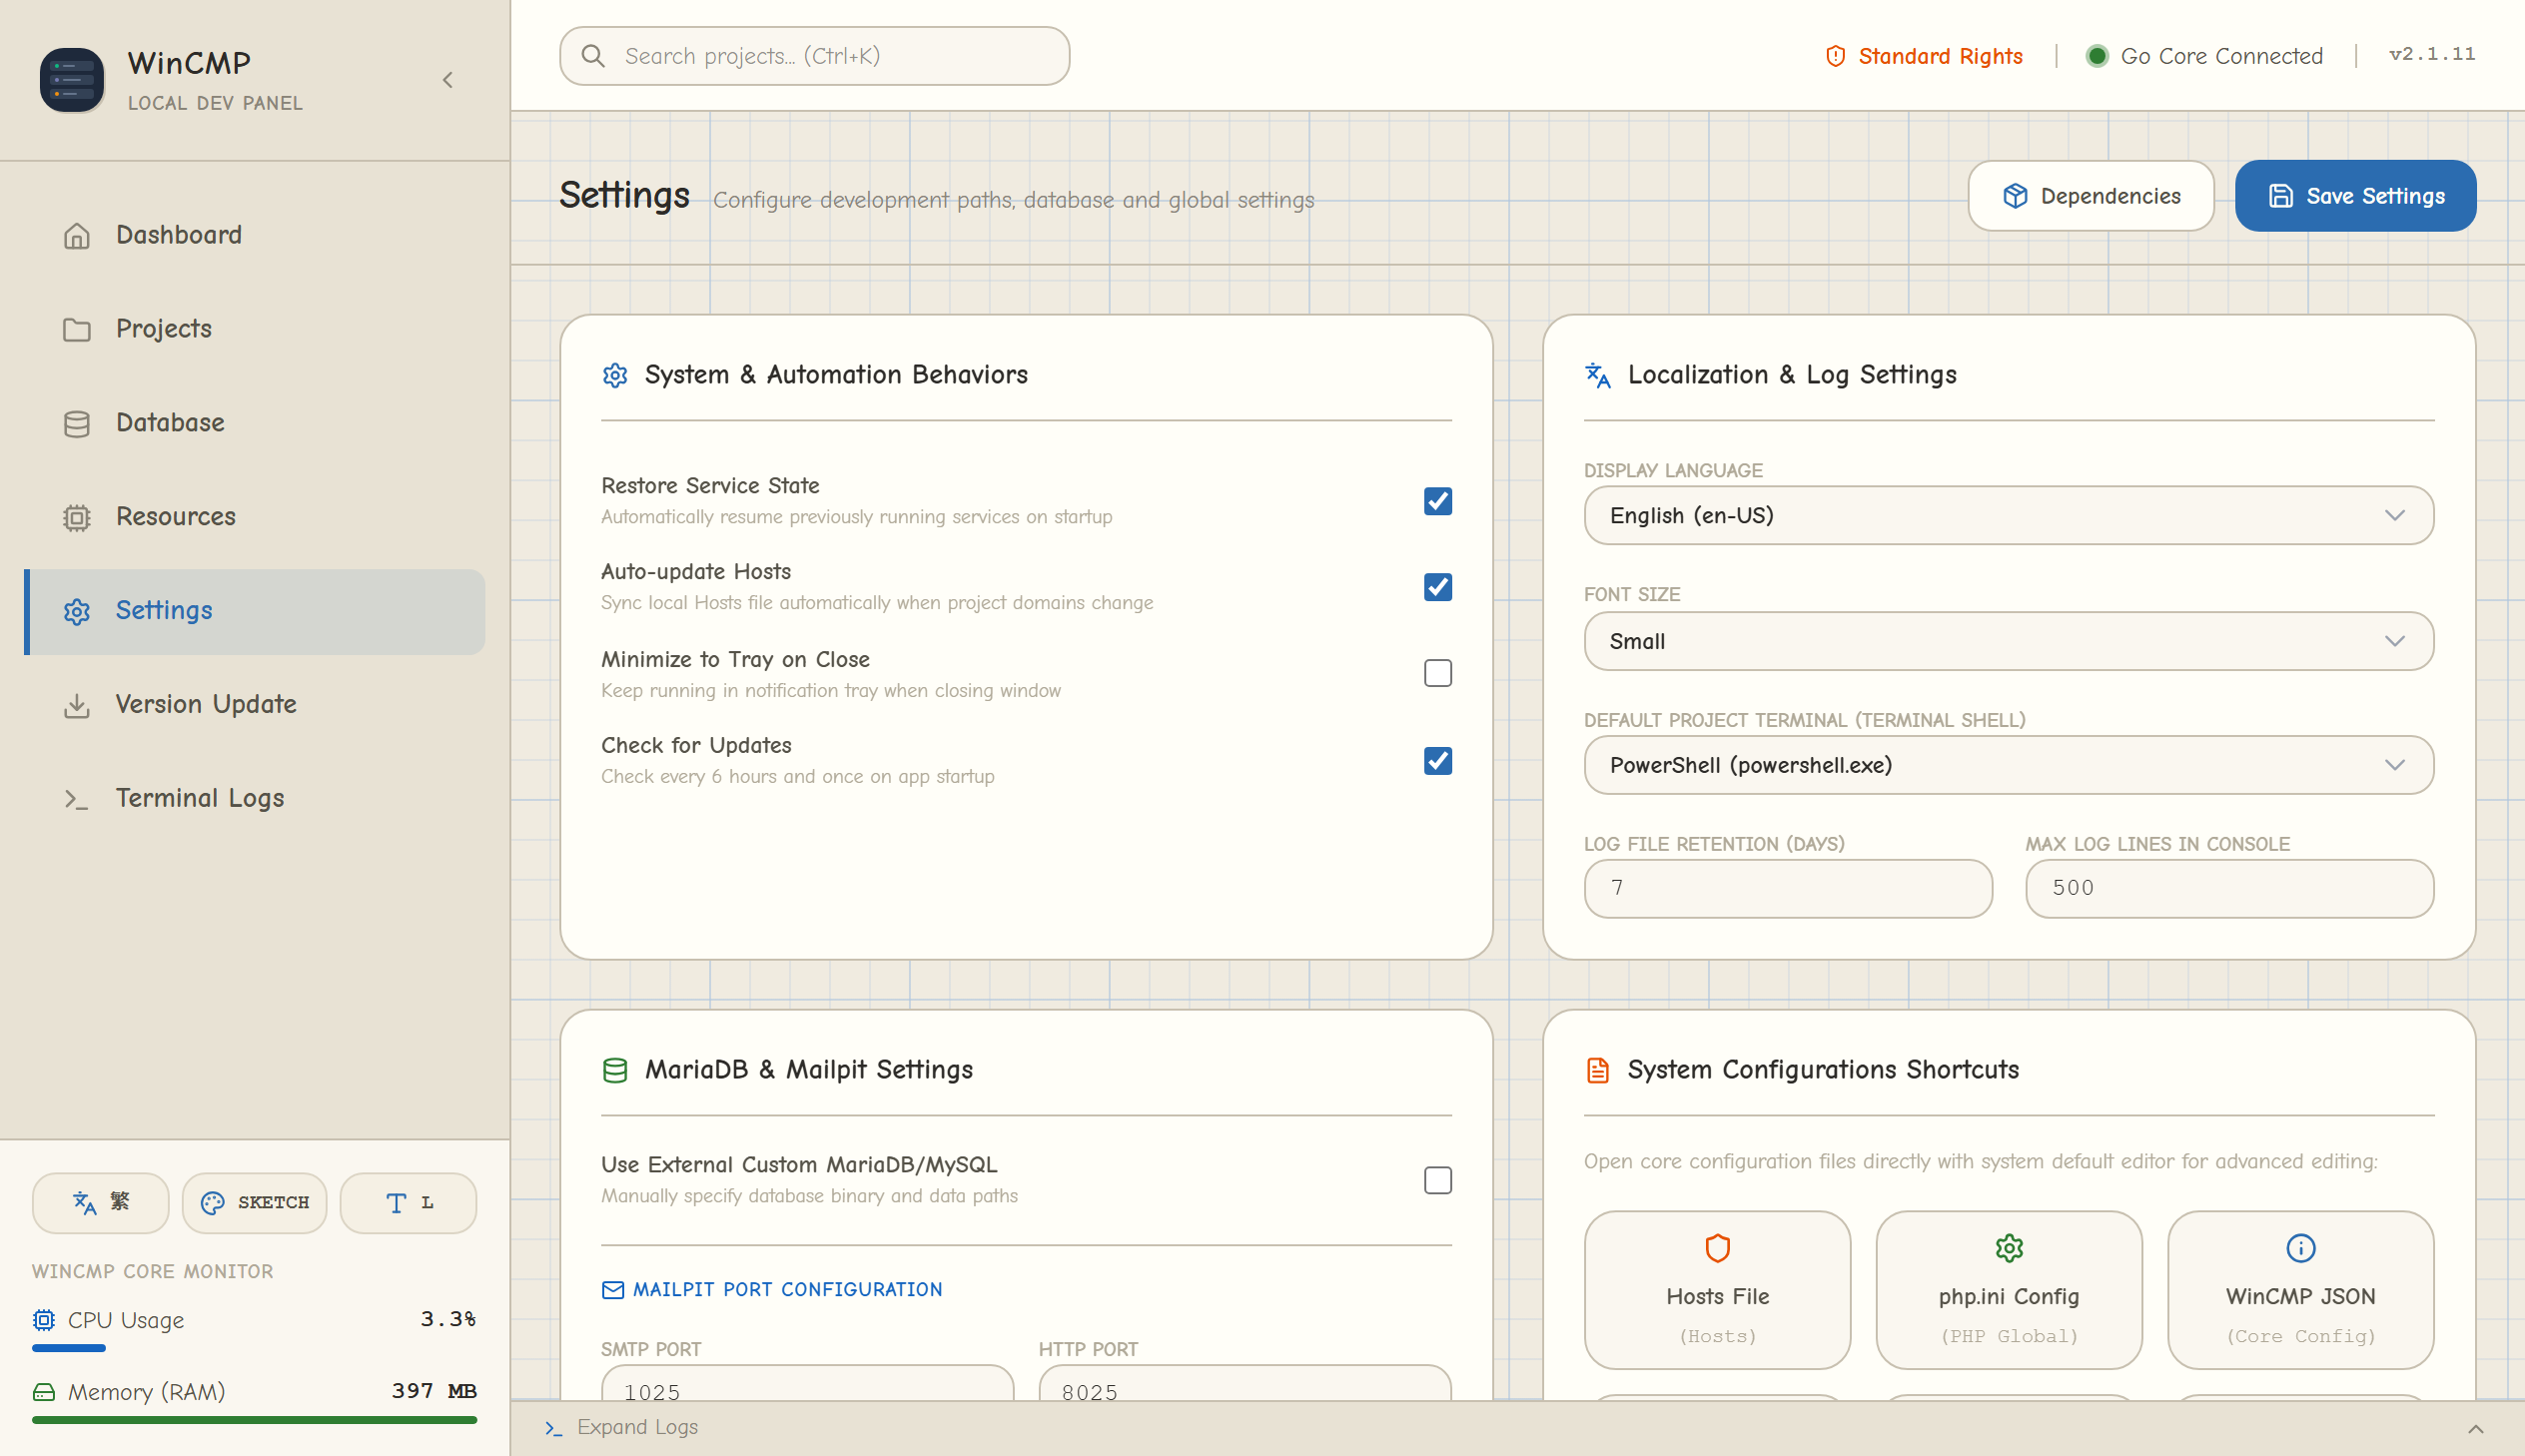 WinCMP
LOCAL DEV PANEL
Dashboard
Projects
Database
Resources
Settings
Version Update
Terminal Logs
繁
SKETCH
L
WINCMP CORE MONITOR
CPU Usage 3.3%
Memory (RAM) 397 MB
Search projects... (Ctrl+K)
Standard Rights
Go Core Connected
v2.1.11
Settings Configure development paths, database and global settings
Dependencies
Save Settings
System & Automation Behaviors
Restore Service State
Automatically resume previously running services on startup
Auto-update Hosts
Sync local Hosts file automatically when project domains change
Minimize to Tray on Close
Keep running in notification tray when closing window
Check for Updates
Check every 6 hours and once on app startup
Localization & Log Settings
DISPLAY LANGUAGE
English (en-US)
FONT SIZE
Small
DEFAULT PROJECT TERMINAL (TERMINAL SHELL)
PowerShell (powershell.exe)
LOG FILE RETENTION (DAYS)
7
MAX LOG LINES IN CONSOLE
500
MariaDB & Mailpit Settings
Use External Custom MariaDB/MySQL
Manually specify database binary and data paths
MAILPIT PORT CONFIGURATION
SMTP PORT
1025
HTTP PORT
8025
System Configurations Shortcuts
Open core configuration files directly with system default editor for advanced editing:
Hosts File
(Hosts)
php.ini Config
(PHP Global)
WinCMP JSON
(Core Config)
Expand Logs